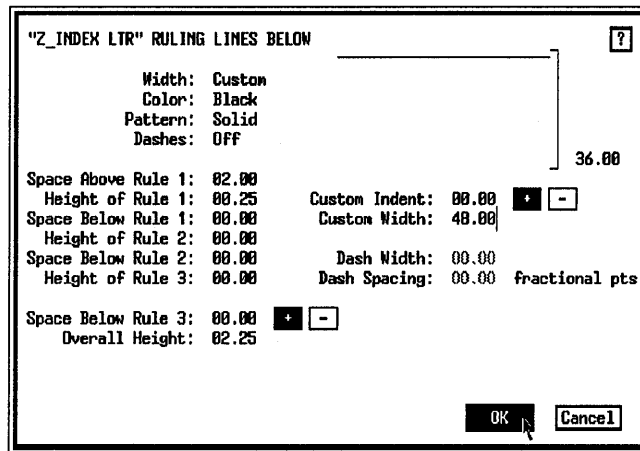 "Z_INDEX LTR" RULING LINES BELOW ?
Width: Custom
Color: Black
Pattern: Solid
Dashes: Off
36.00
Space Above Rule 1: 02.00
Height of Rule 1: 00.25 Custom Indent: 00.00 + -
Space Below Rule 1: 00.00 Custom Width: 48.00
Height of Rule 2: 00.00
Space Below Rule 2: 00.00 Dash Width: 00.00
Height of Rule 3: 00.00 Dash Spacing: 00.00 fractional pts
Space Below Rule 3: 00.00 + -
Overall Height: 02.25
OK Cancel